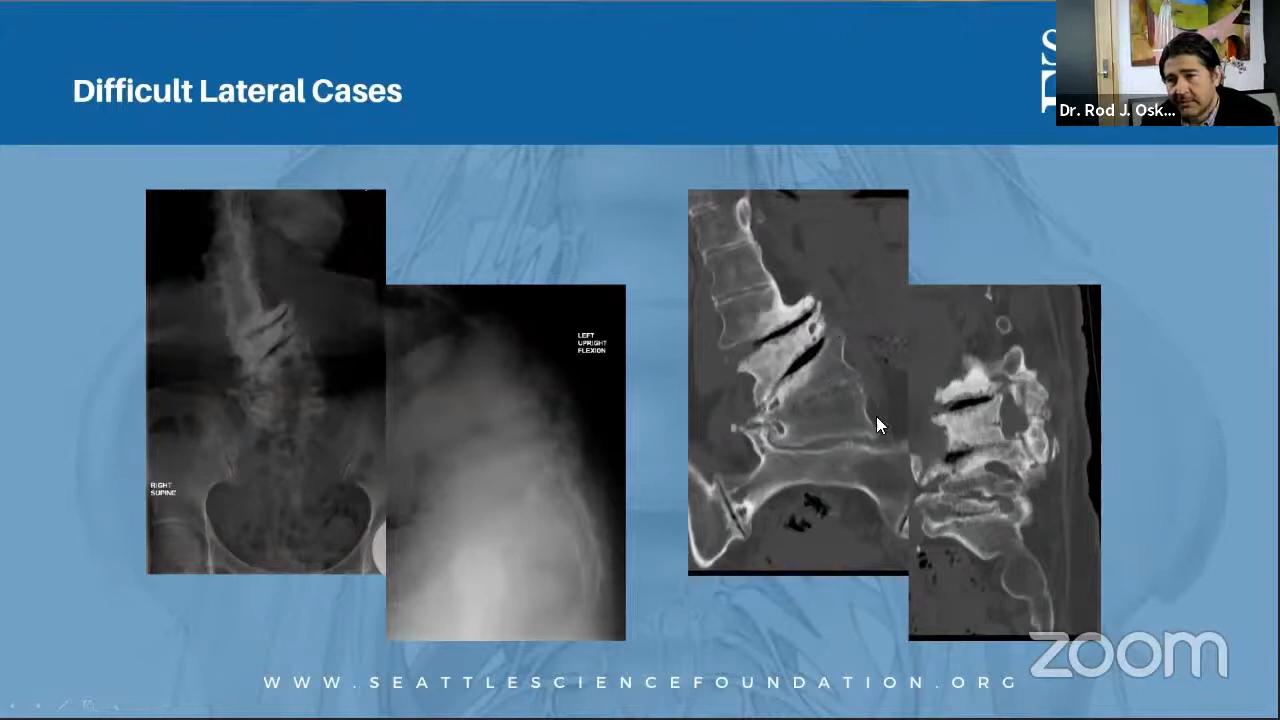 Difficult Lateral Cases
Dr. Rod J. Osk...
LEFT
UPRIGHT
FLEXION
RIGHT
SUPINE
WWW.SEATTLESCIENCEFOUNDATION.ORG
zoom